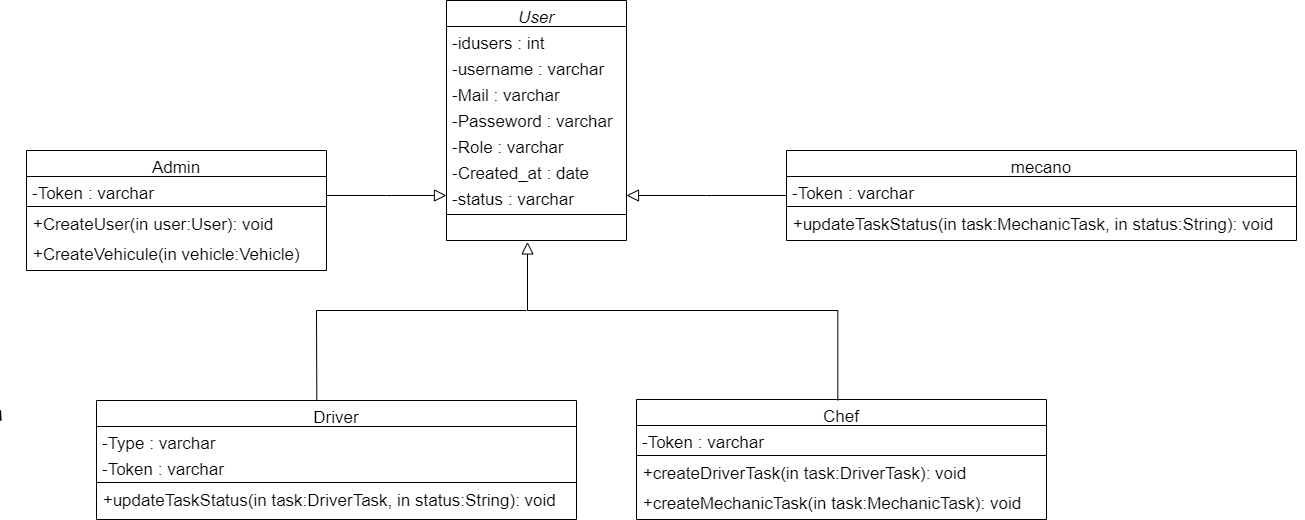 User
-idusers : int
-username : varchar
-Mail : varchar
-Passeword : varchar
-Role : varchar
-Created_at : date
-status : varchar
Admin
-Token : varchar
+CreateUser(in user:User): void
+CreateVehicule(in vehicle:Vehicle)
mecano
-Token : varchar
+updateTaskStatus(in task:MechanicTask, in status:String): void
Driver
-Type : varchar
-Token : varchar
+updateTaskStatus(in task:DriverTask, in status:String): void
Chef
-Token : varchar
+createDriverTask(in task:DriverTask): void
+createMechanicTask(in task:MechanicTask): void